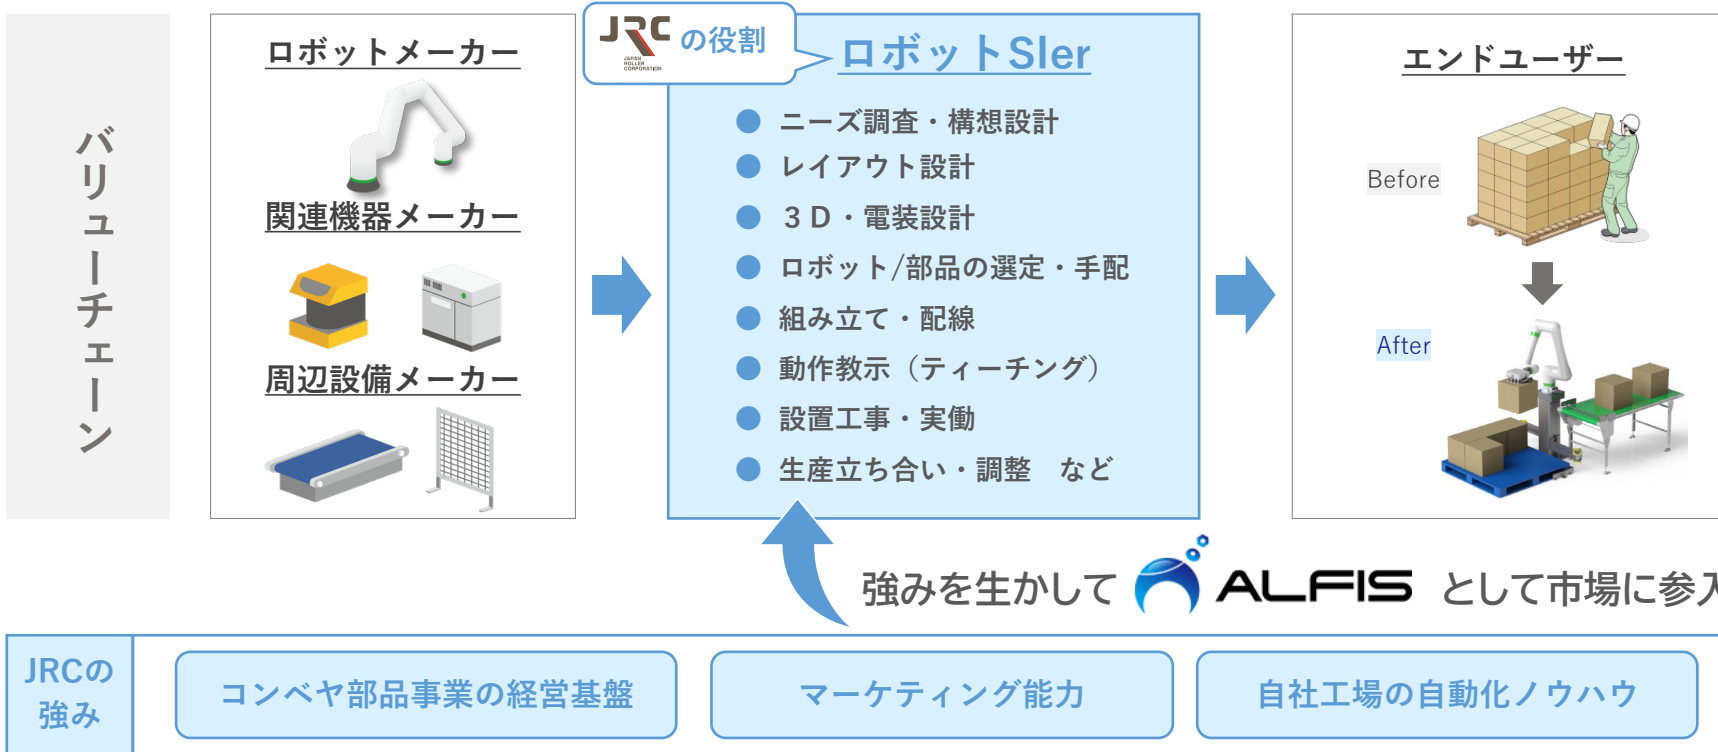 バリューチェーン
ロボットメーカー
関連機器メーカー
周辺設備メーカー
JRC
JAPAN
ROLLER
CORPORATION
の役割
ロボットSIer
● ニーズ調査・構想設計
● レイアウト設計
● ３Ｄ・電装設計
● ロボット/部品の選定・手配
● 組み立て・配線
● 動作教示（ティーチング）
● 設置工事・実働
● 生産立ち合い・調整　など
エンドユーザー
Before
After
強みを生かして ALFIS として市場に参入
JRCの
強み
コンベヤ部品事業の経営基盤
マーケティング能力
自社工場の自動化ノウハウ